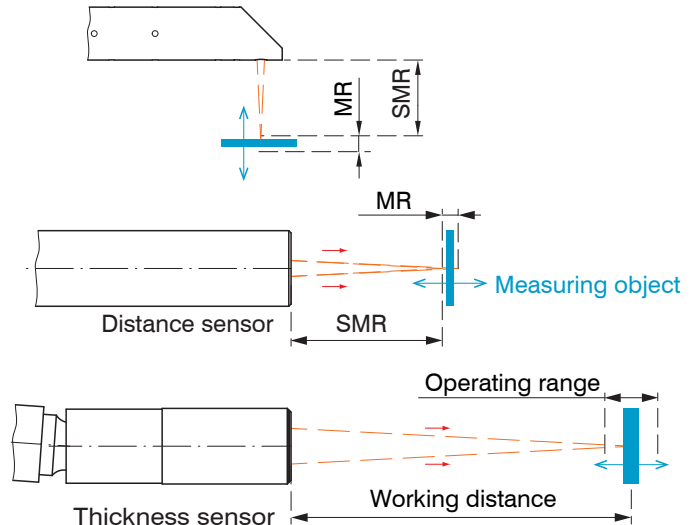 MR
SMR
MR
Measuring object
Distance sensor
SMR
Operating range
Working distance
Thickness sensor